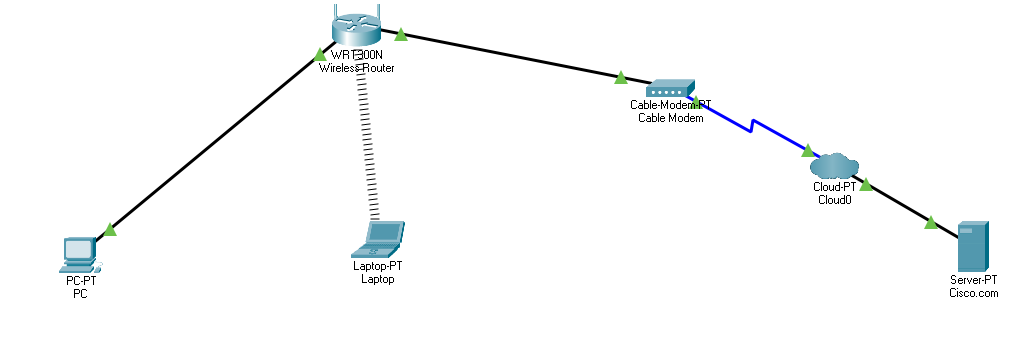 WRT300N
Wireless Router
Cable-Modem-PT
Cable Modem
Cloud-PT
Cloud0
PC-PT
PC
Laptop-PT
Laptop
Server-PT
Cisco.com